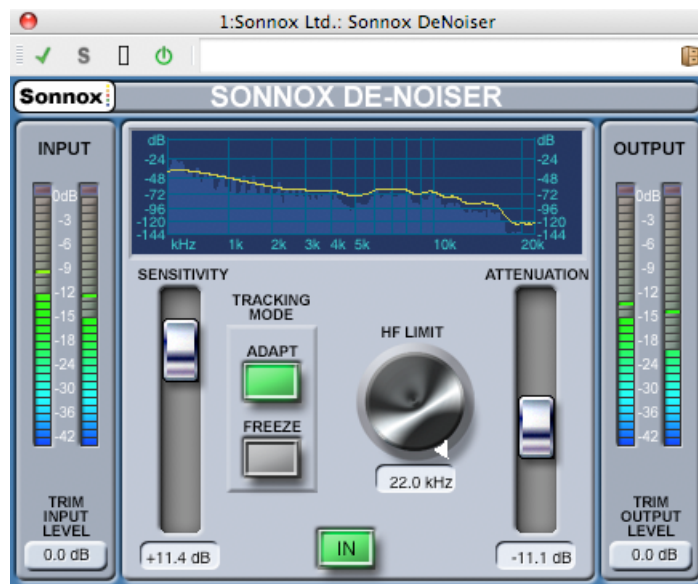 1:Sonnox Ltd.: Sonnox DeNoiser
S
Sonnox
SONNOX DE-NOISER
INPUT
0dB
-3
-6
-9
-12
-15
-18
-24
-30
-36
-42
TRIM
INPUT
LEVEL
0.0 dB
dB
-24
-48
-72
-96
-120
-144
kHz 1k 2k 3k 4k 5k 10k 20k
dB
-24
-48
-72
-96
-120
-144
SENSITIVITY
+11.4 dB
TRACKING
MODE
ADAPT
FREEZE
HF LIMIT
22.0 kHz
IN
ATTENUATION
-11.1 dB
OUTPUT
0dB
-3
-6
-9
-12
-15
-18
-24
-30
-36
-42
TRIM
OUTPUT
LEVEL
0.0 dB